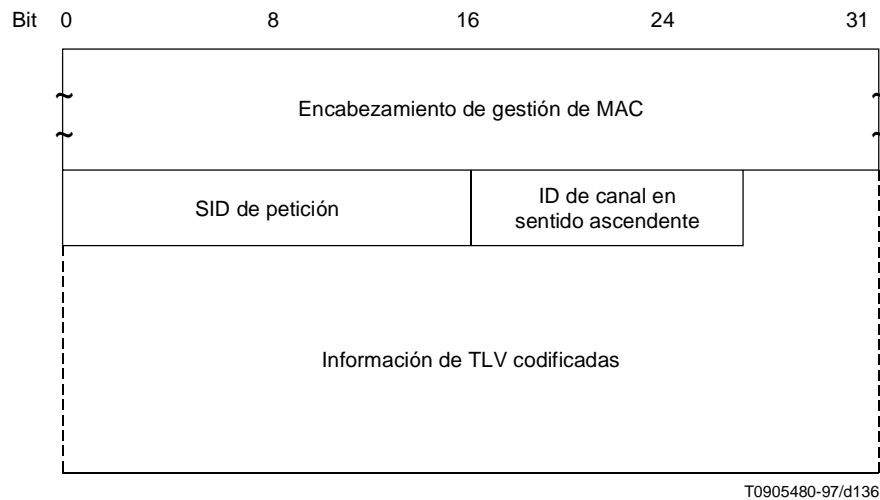 Bit 0 8 16 24 31
Encabezamiento de gestión de MAC
SID de petición
ID de canal en
sentido ascendente
Información de TLV codificadas
T0905480-97/d136